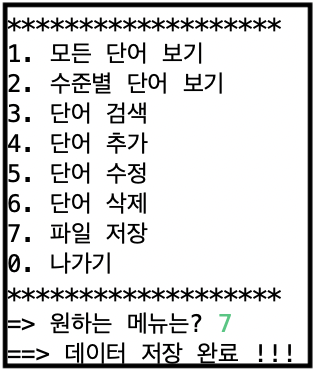 ********************
1. 모든 단어 보기
2. 수준별 단어 보기
3. 단어 검색
4. 단어 추가
5. 단어 수정
6. 단어 삭제
7. 파일 저장
0. 나가기
********************
=> 원하는 메뉴는? 7
==> 데이터 저장 완료 !!!